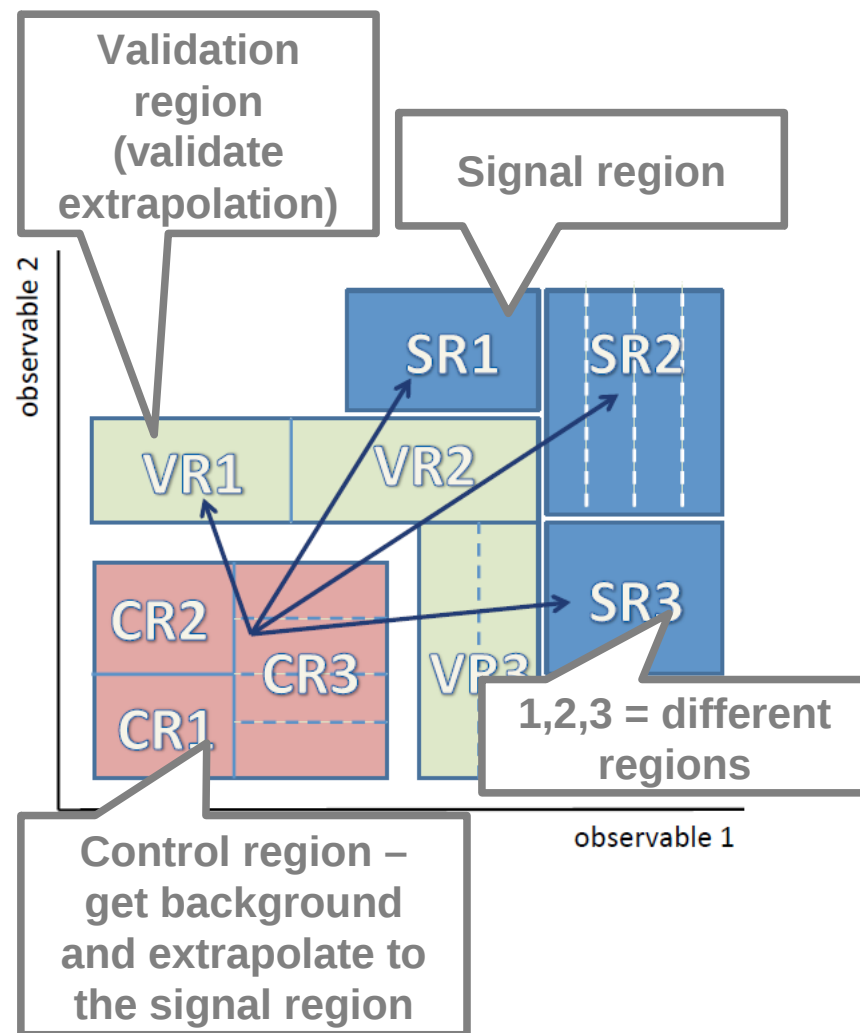 Validation
region
(validate
extrapolation)
Signal region
observable 2
SR1
SR2
VR1
VR2
CR2
SR3
CR3
VR3
CR1
1,2,3 = different
regions
observable 1
Control region –
get background
and extrapolate to
the signal region